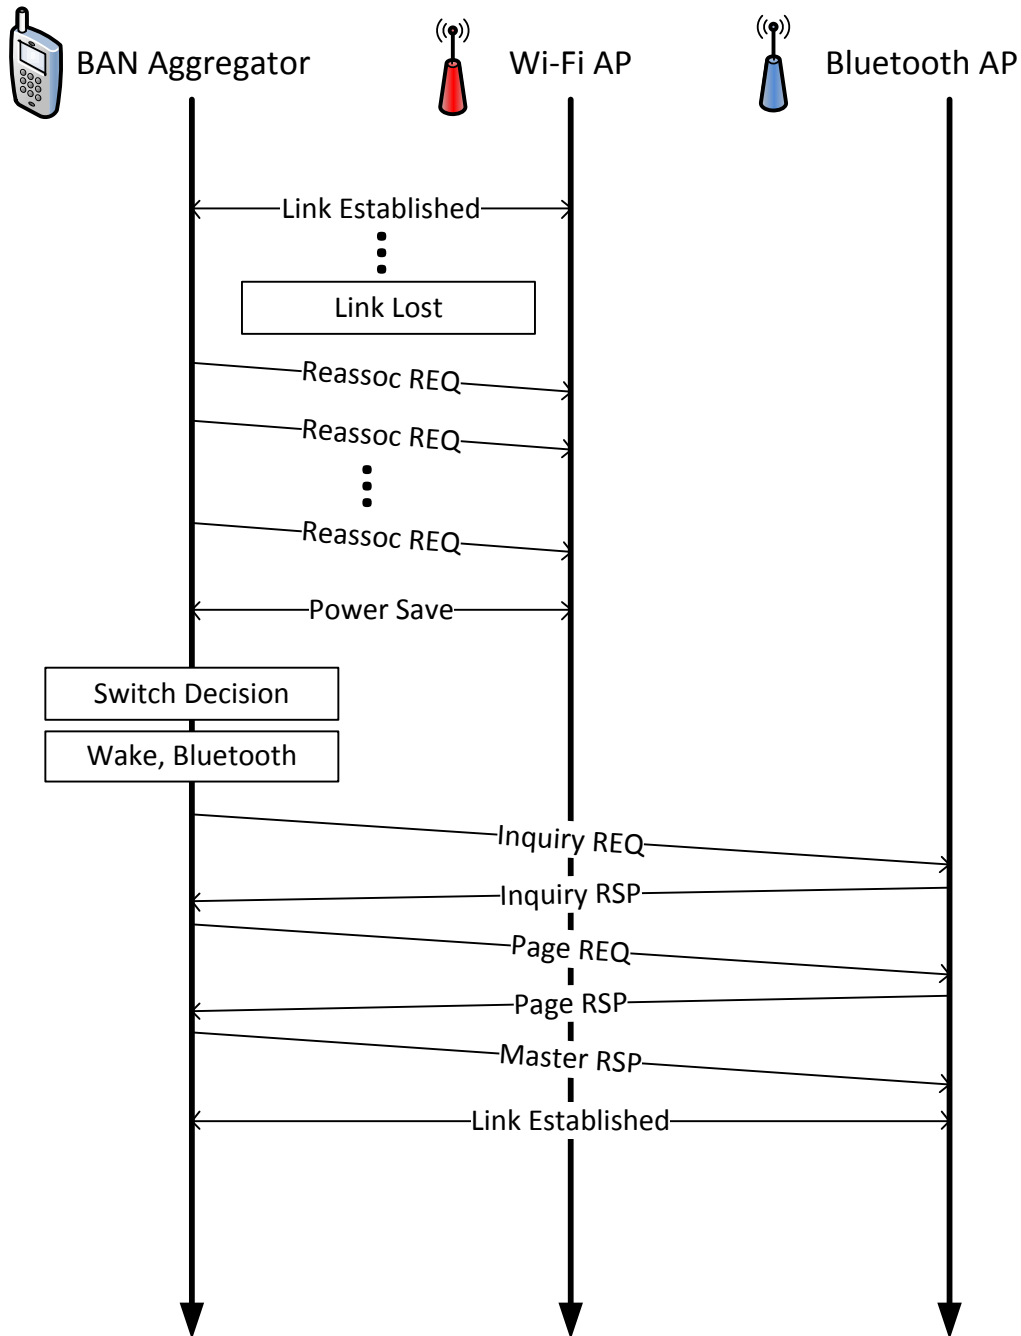 BAN Aggregator
Wi-Fi AP
Bluetooth AP
Link Established
Link Lost
Reassoc REQ
Reassoc REQ
Reassoc REQ
Power Save
Switch Decision
Wake, Bluetooth
Inquiry REQ
Inquiry RSP
Page REQ
Page RSP
Master RSP
Link Established